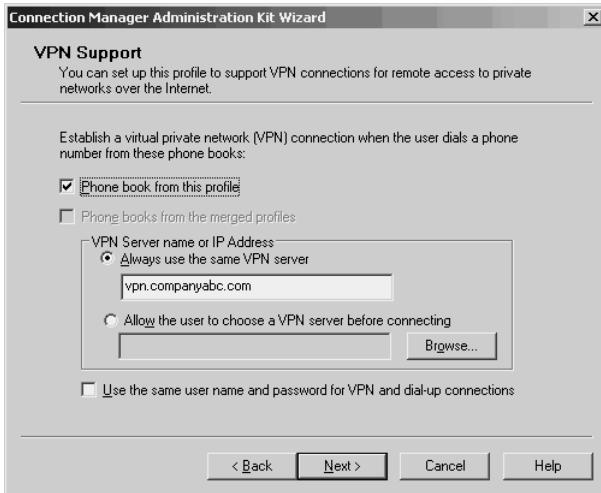 Connection Manager Administration Kit Wizard
VPN Support
You can set up this profile to support VPN connections for remote access to private
networks over the Internet.
Establish a virtual private network (VPN) connection when the user dials a phone
number from these phone books:
Phone book from this profile
Phone books from the merged profiles
VPN Server name or IP Address
Always use the same VPN server
vpn.companyabc.com
Allow the user to choose a VPN server before connecting
Browse...
Use the same user name and password for VPN and dial-up connections
< Back Next > Cancel Help